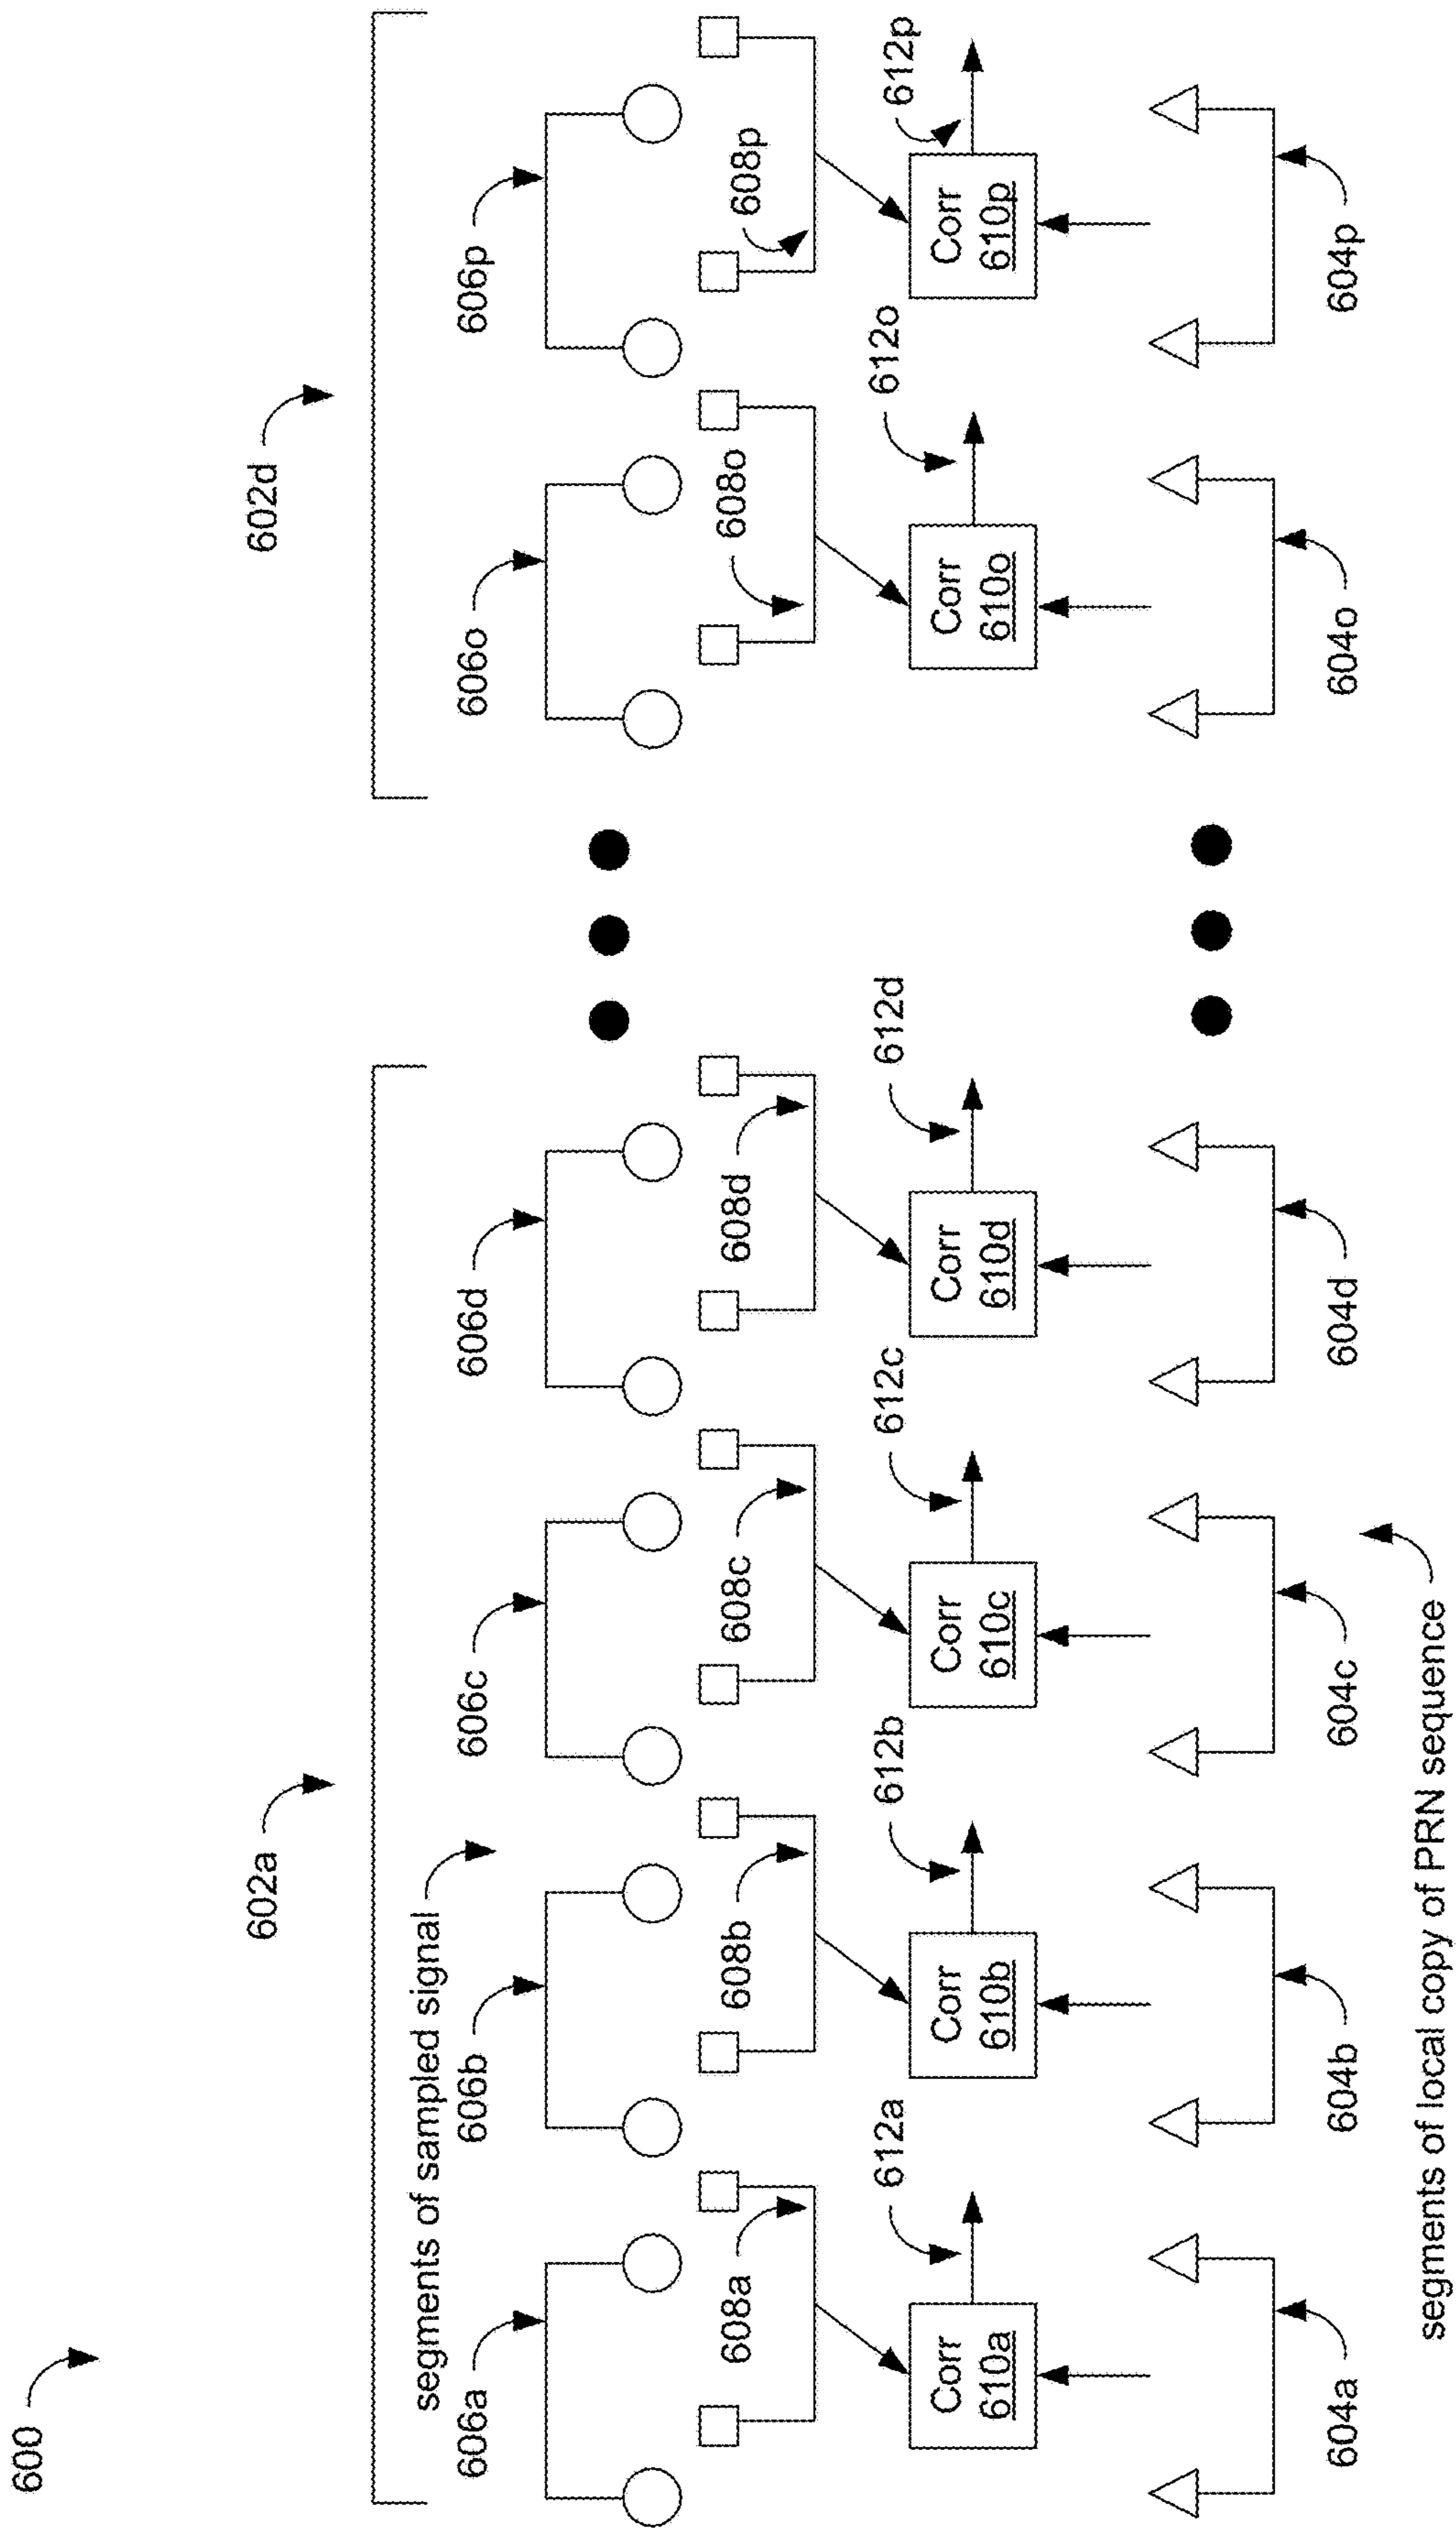 600
602a
602d
segments of sampled signal
606a
606b
606c
606d
606o
606p
608a
608b
608c
608d
608o
608p
612a
612b
612c
612d
612o
612p
Corr
610a
Corr
610b
Corr
610c
Corr
610d
Corr
610o
Corr
610p
604a
604b
604c
604d
604o
604p
segments of local copy of PRN sequence